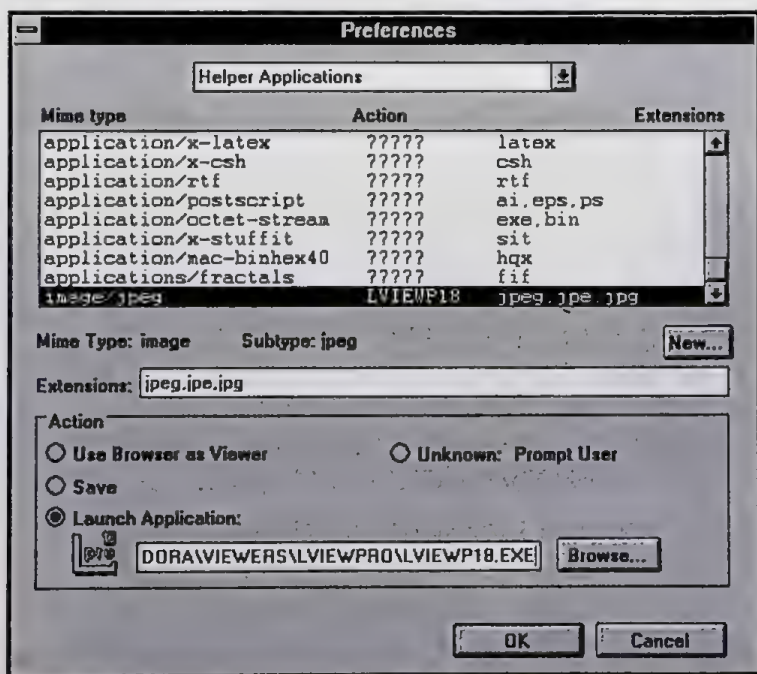 Preferences
Helper Applications
Mime type Action Extensions
application/x-latex ????? latex
application/x-csh ????? csh
application/rtf ????? rtf
application/postscript ????? ai,eps,ps
application/octet-stream ????? exe,bin
application/x-stuffit ????? sit
application/mac-binhex40 ????? hqx
applications/fractals ????? fif
image/jpeg LVIEWP18 jpeg,jpe,jpg
Mime Type: image Subtype: jpeg New...
Extensions: jpeg,jpe,jpg
Action
Use Browser as Viewer Unknown: Prompt User
Save
Launch Application:
DORA\VIEWERS\LVIEWPRO\LVIEWP18.EXE Browse...
OK Cancel